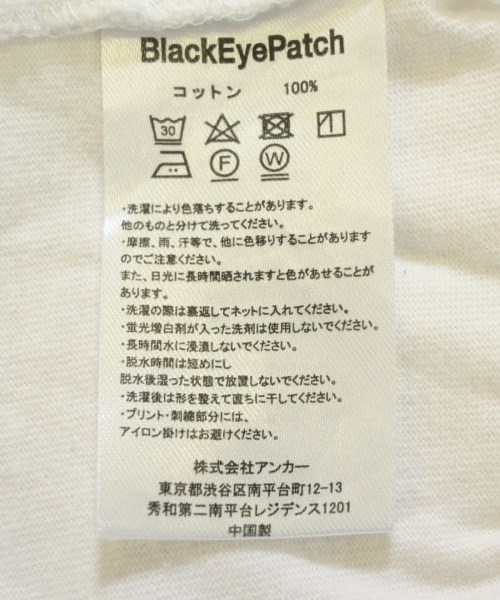 BlackEyePatch
コットン 100%
30
F W
・洗濯により色落ちすることがあります。
他のものと分けて洗ってください。
・摩擦、雨、汗等で、他に色移りすることがあります
のでご注意ください。
また、日光に長時間晒されますと色があせることが
あります。
・洗濯の際は裏返してネットに入れてください。
・蛍光増白剤が入った洗剤は使用しないでください。
・長時間水に浸漬しないでください。
・脱水時間は短めにし
脱水後湿った状態で放置しないでください。
・洗濯後は形を整えて直ちに干してください。
・プリント・刺繍部分には、
アイロン掛けはお避けください。
株式会社アンカー
東京都渋谷区南平台町12-13
秀和第二南平台レジデンス1201
中国製